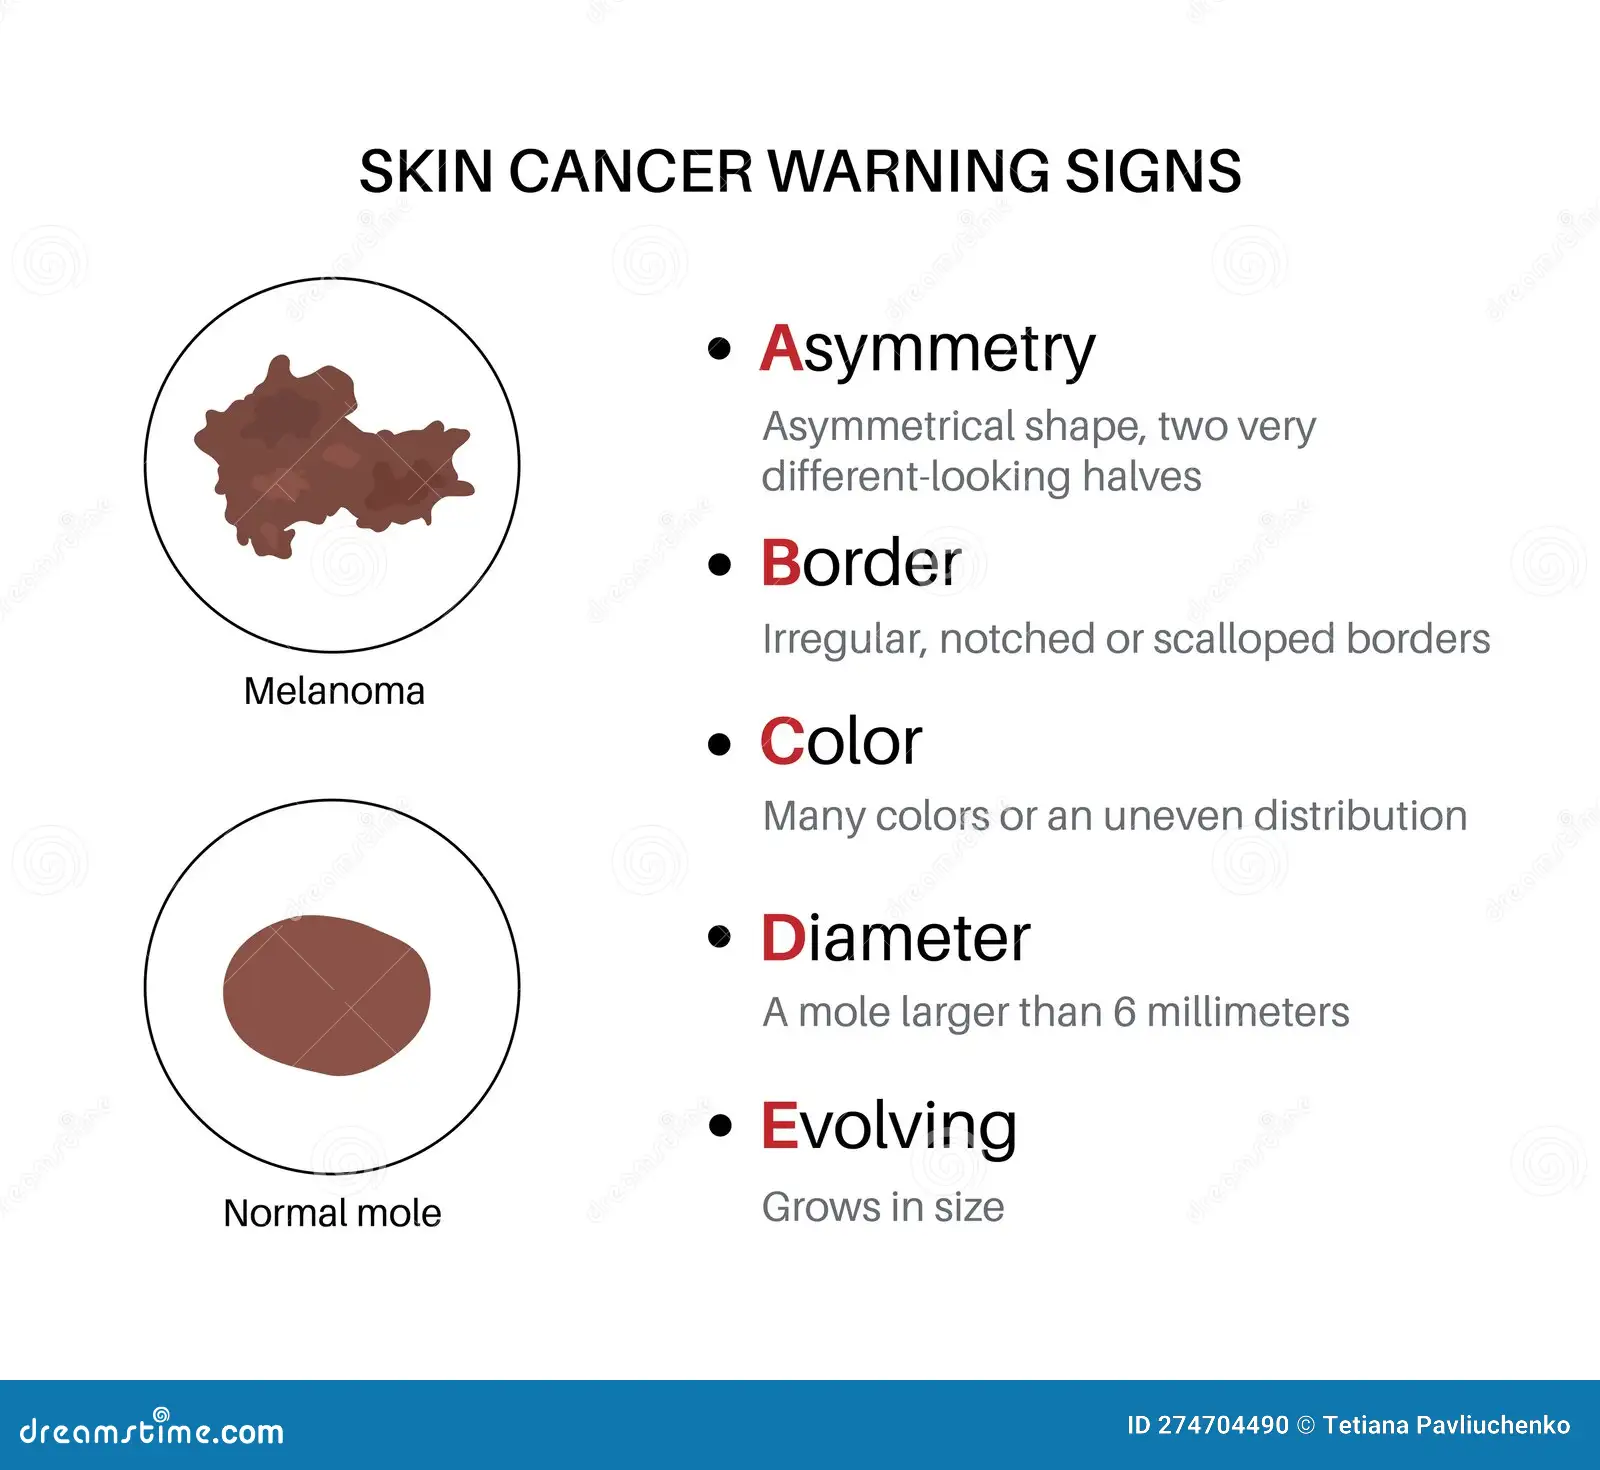 SKIN CANCER WARNING SIGNS
Melanoma
Normal mole
Asymmetry
Asymmetrical shape, two very
different-looking halves
Border
Irregular, notched or scalloped borders
Color
Many colors or an uneven distribution
Diameter
A mole larger than 6 millimeters
Evolving
Grows in size
dreamstime.com
ID 274704490 © Tetiana Pavliuchenko